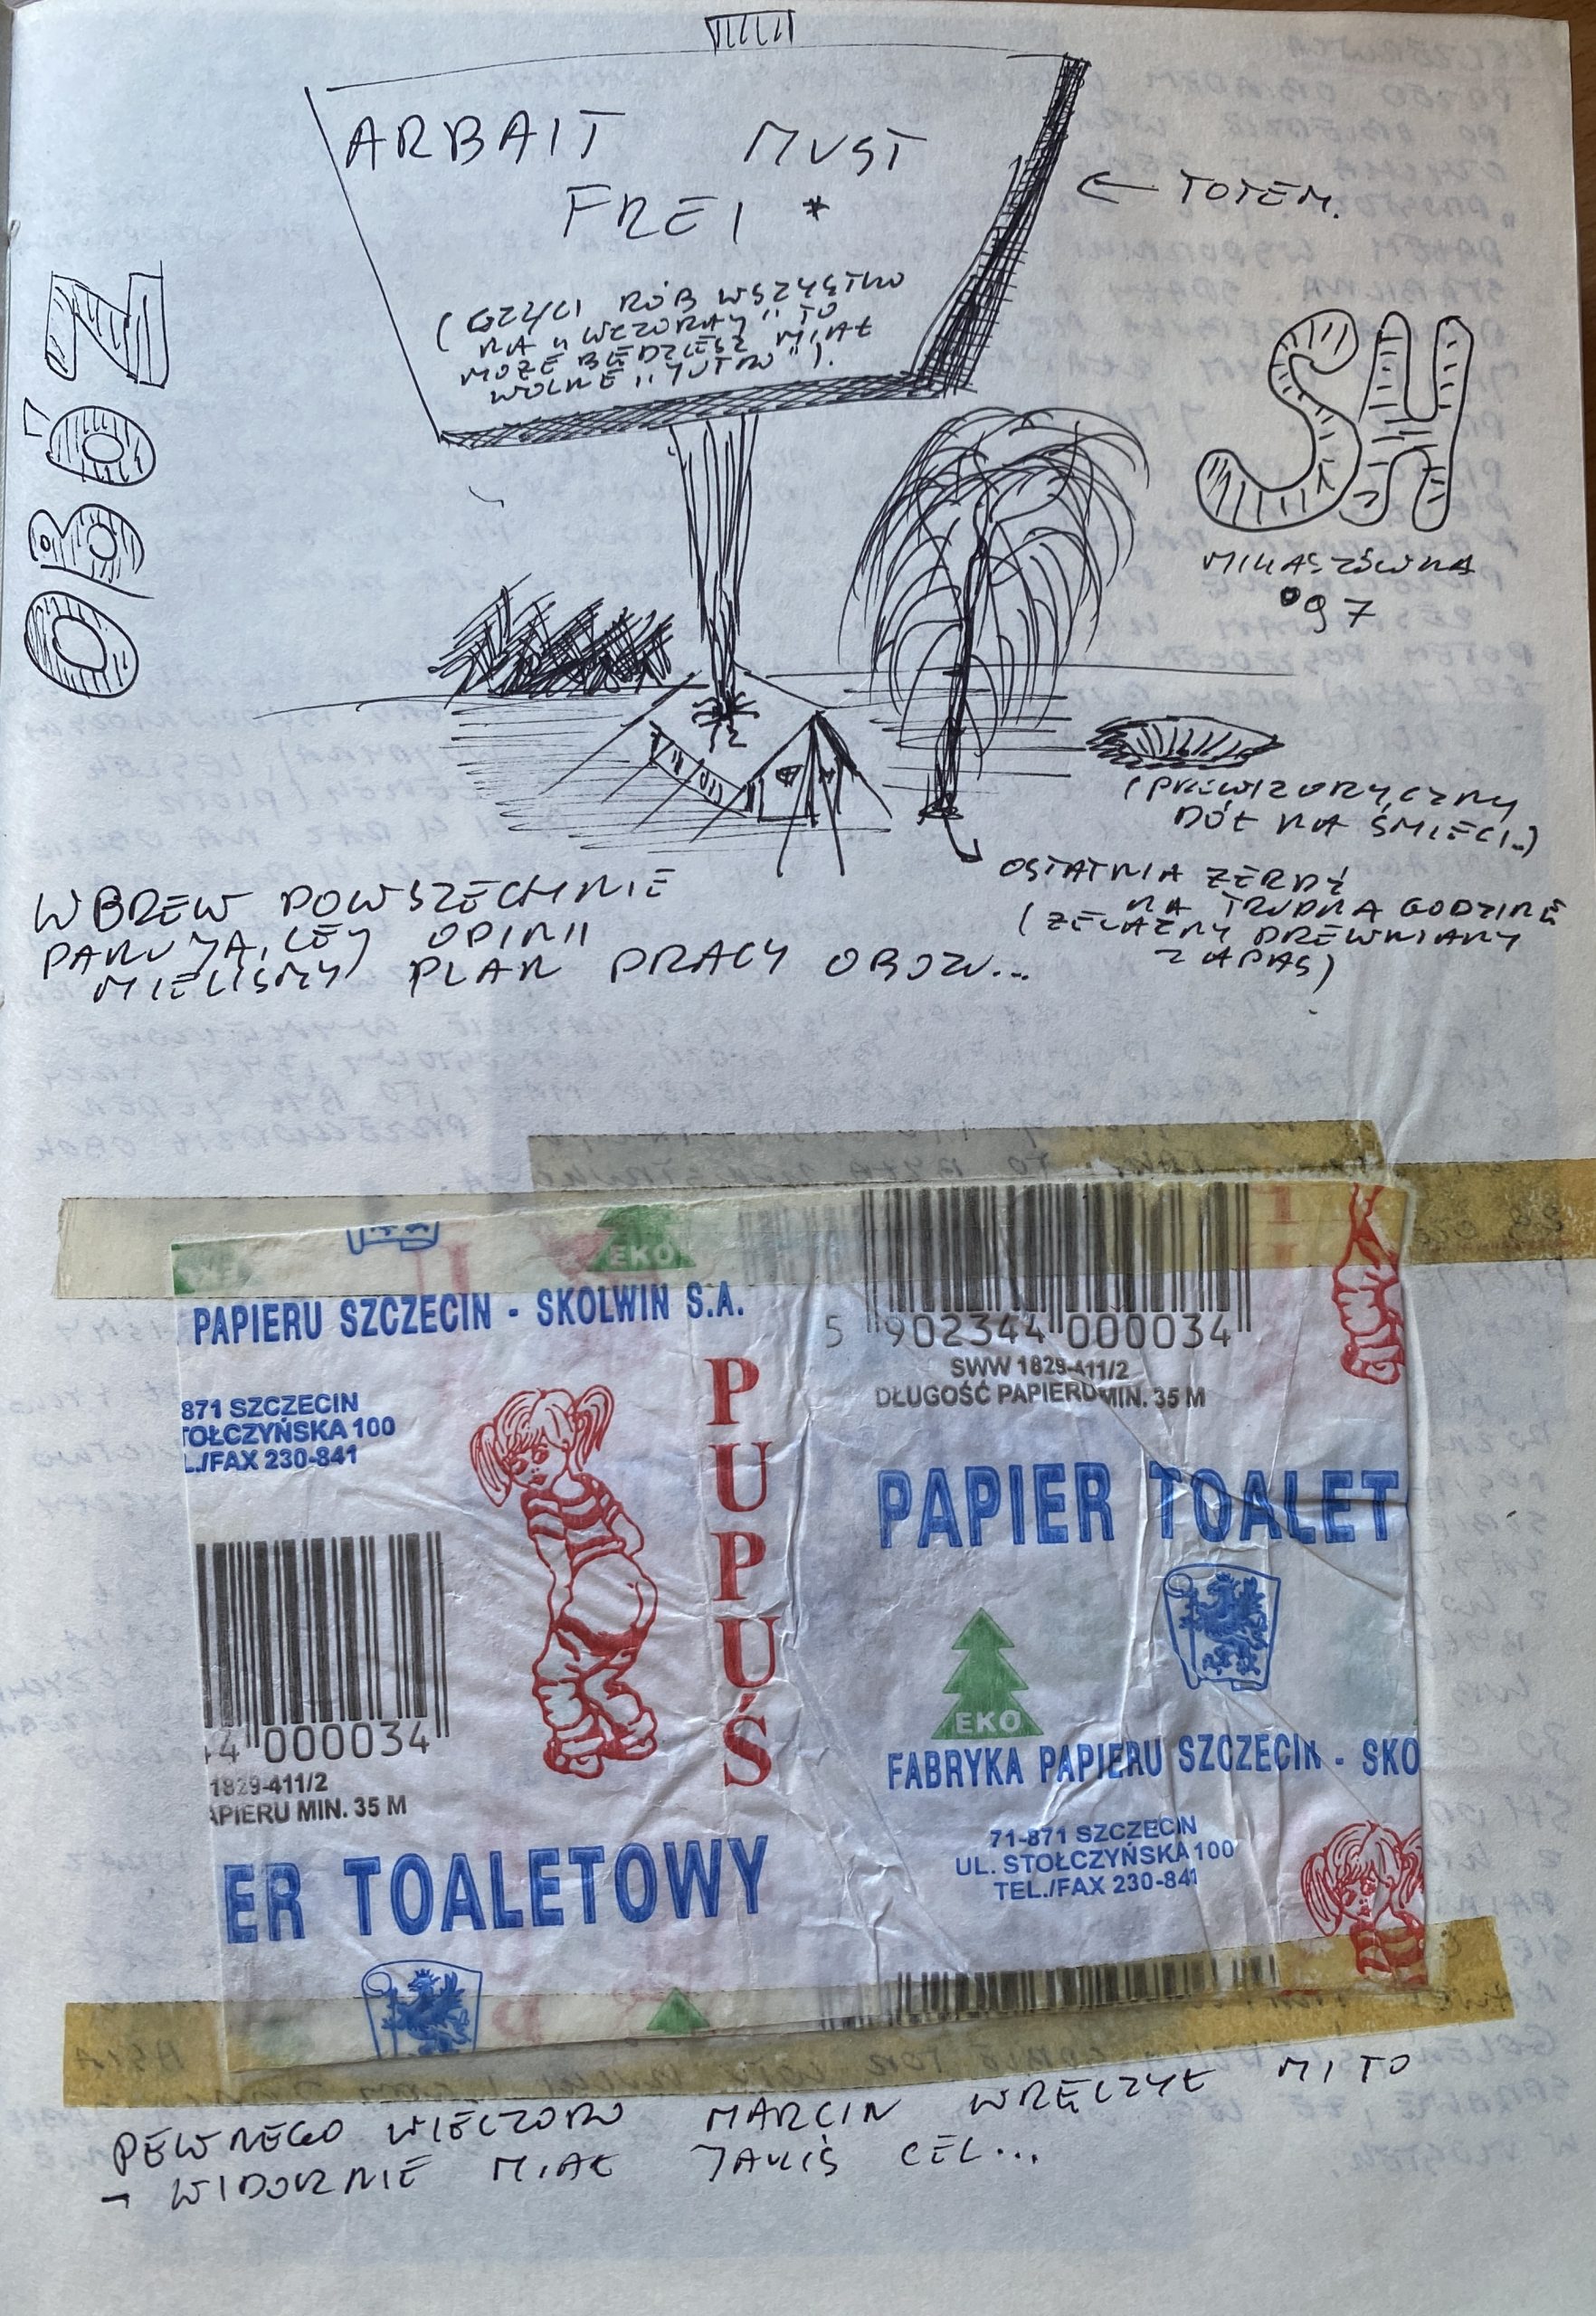 ARBAIT MUST
FREI *
(CZYLI RÓB WSZYSTKO
NA „WCZORAJ" TO
MOŻE BĘDZIESZ MIAŁ
WOLNE „JUTRO").
← TOTEM.
OBÓZ
SH
MIKASZÓWKA
'97
(PROWIZORYCZNY
DÓŁ NA ŚMIECI..)
OSTATNIA ŻERDŹ
NA TRUDNĄ GODZINĘ
(ŻELAZNY DREWNIANY
ZAPAS)
WBREW POWSZECHNIE
PANUJĄCEJ OPINII
MIELIŚMY PLAN PRACY OBOZU...
EKO
PAPIERU SZCZECIN - SKOLWIN S.A.
871 SZCZECIN
TOŁCZYŃSKA 100
L./FAX 230-841
PUPUŚ
4 000034
1829-411/2
APIERU MIN. 35 M
ER TOALETOWY
5 902344 000034
SWW 1829-411/2
DŁUGOŚĆ PAPIERU MIN. 35 M
PAPIER TOALET
EKO
FABRYKA PAPIERU SZCZECIN - SKO
71-871 SZCZECIN
UL. STOŁCZYŃSKA 100
TEL./FAX 230-841
PEWNEGO WIECZORU MARCIN WRĘCZYŁ MI TO
- WIDOCZNIE MIAŁ JAKIŚ CEL...